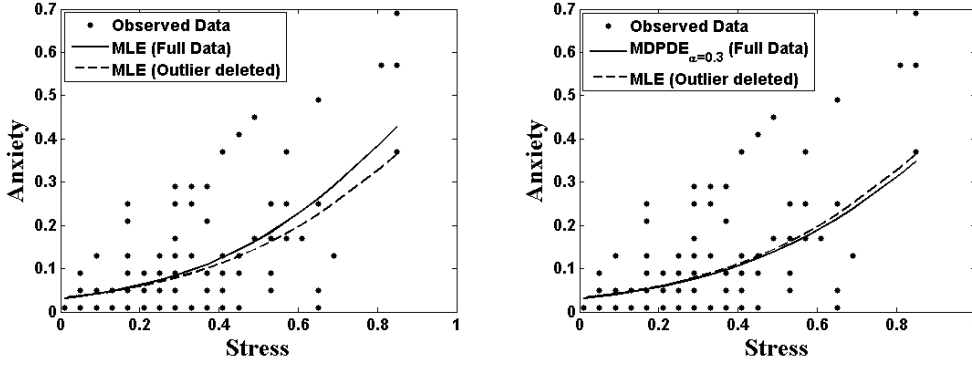 0.7
0.6
0.5
0.4
0.3
0.2
0.1
0
Anxiety
Observed Data
MLE (Full Data)
MLE (Outlier deleted)
0 0.2 0.4 0.6 0.8 1
Stress
0.7
0.6
0.5
0.4
0.3
0.2
0.1
0
Anxiety
Observed Data
MDPDEα=0.3 (Full Data)
MLE (Outlier deleted)
0 0.2 0.4 0.6 0.8
Stress